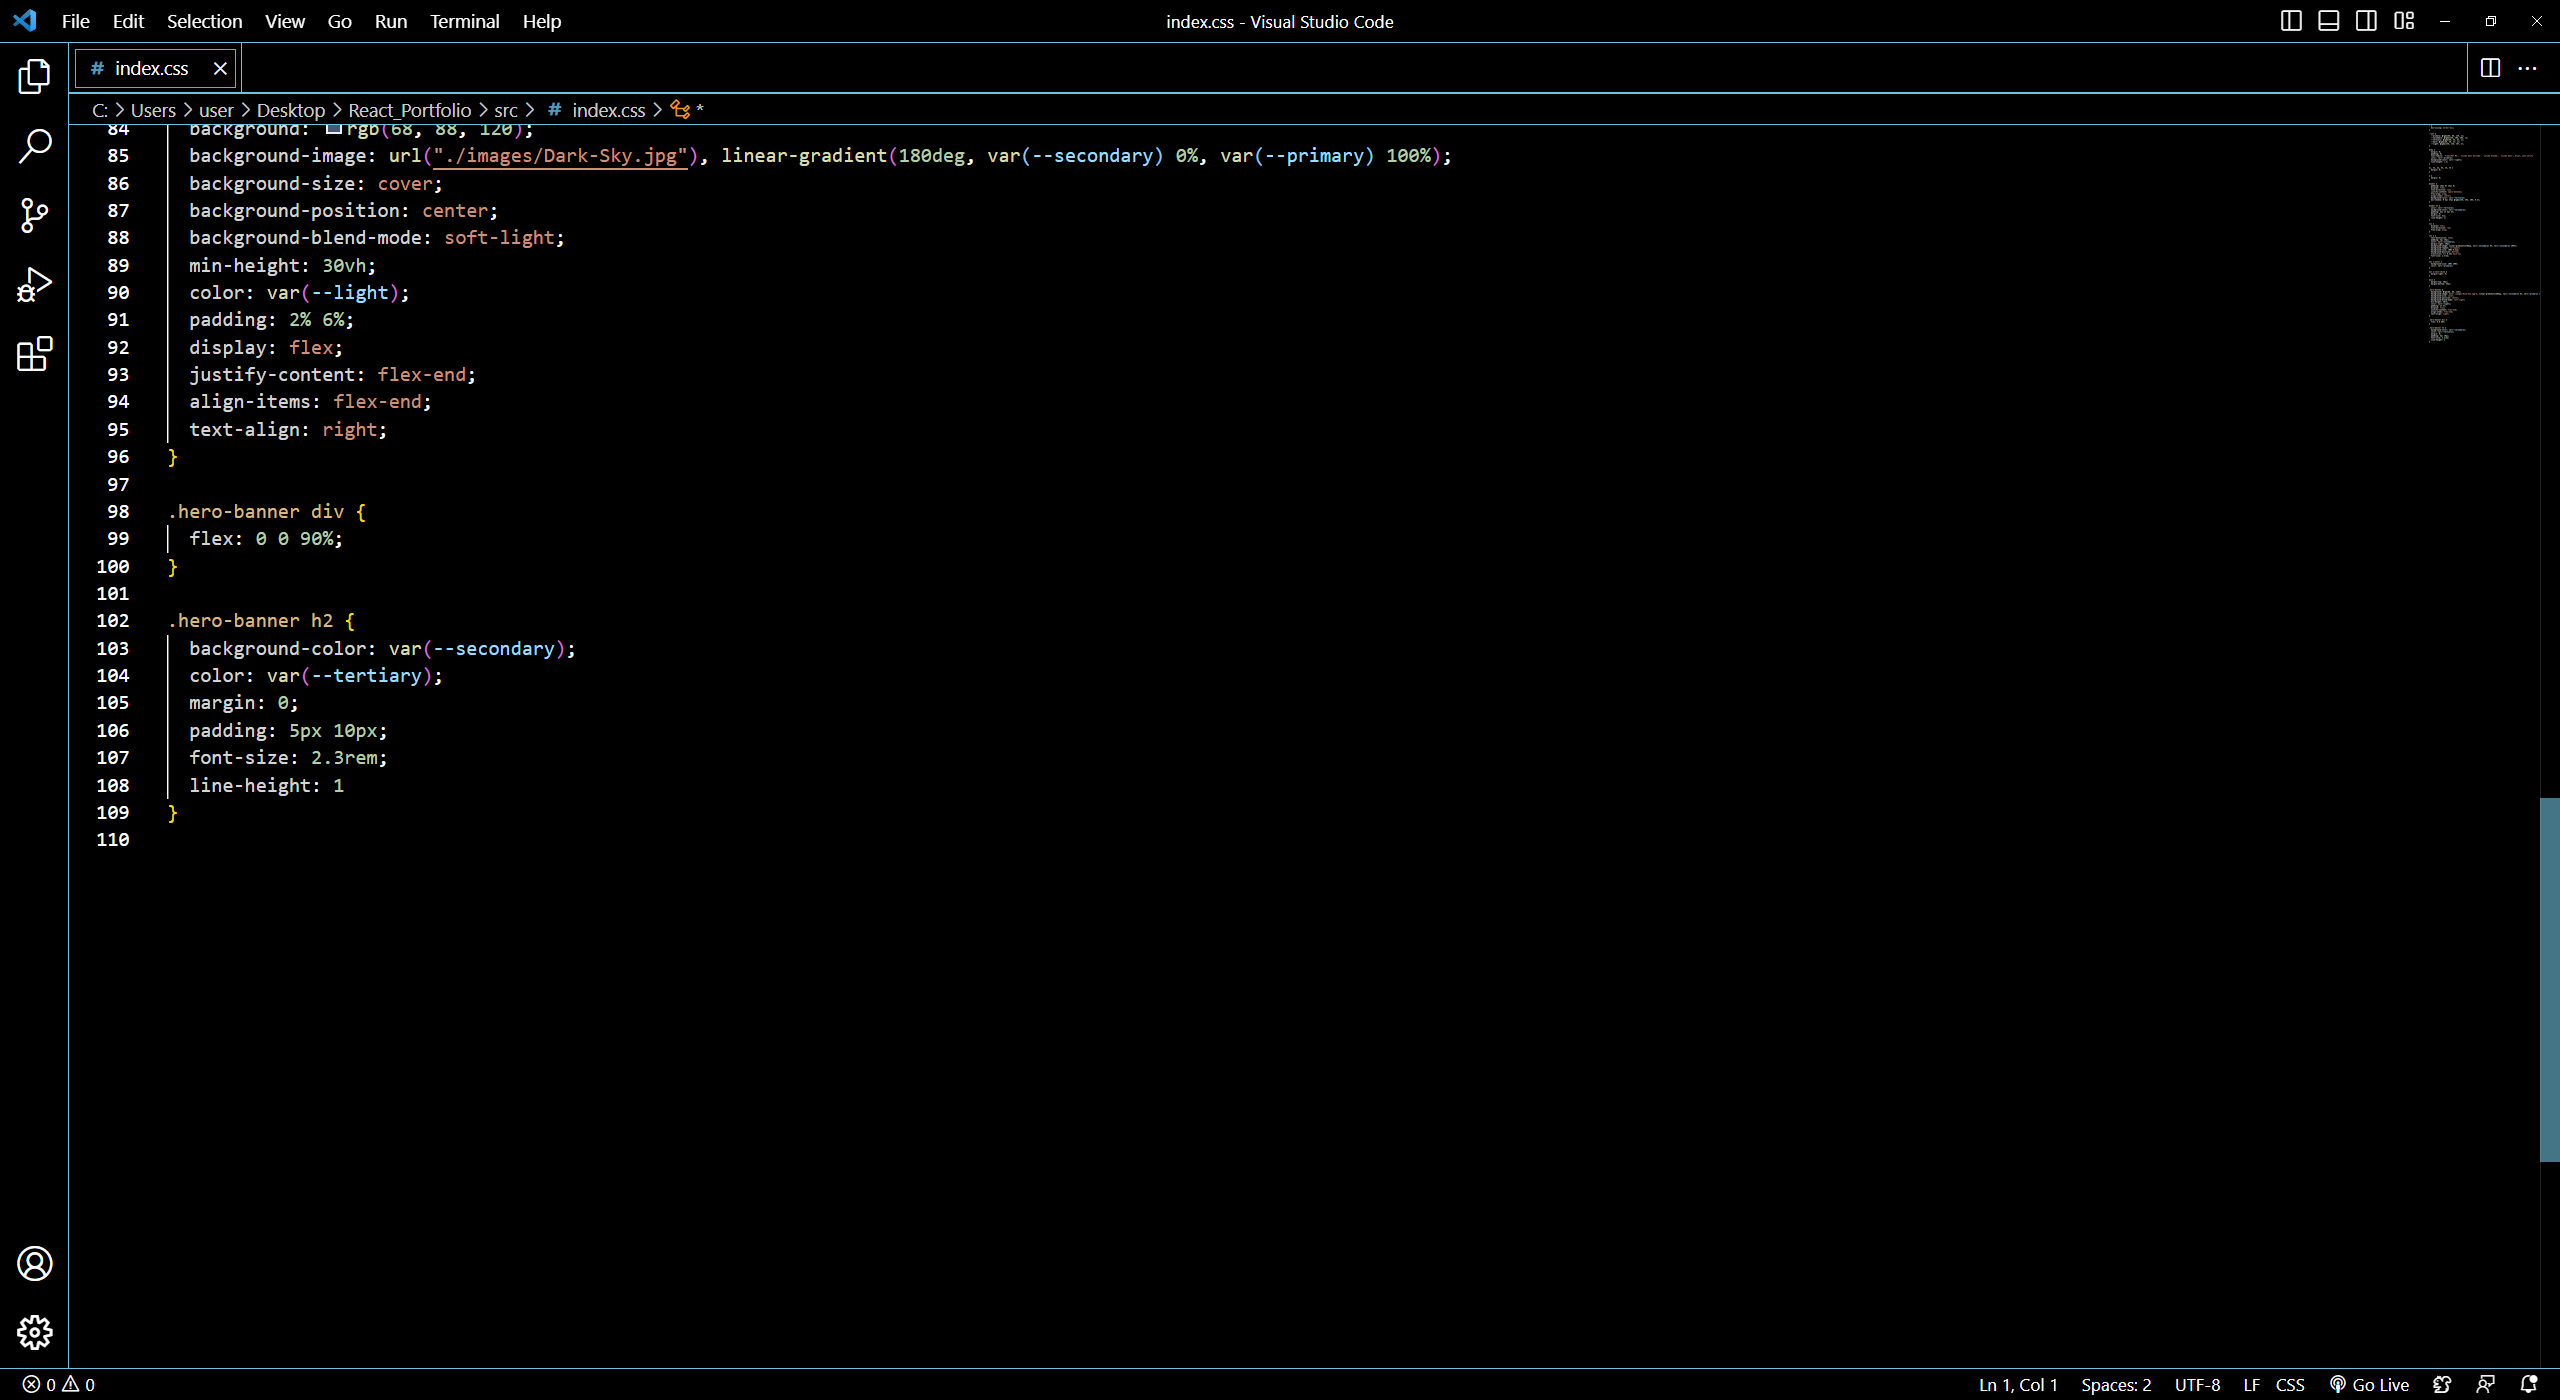 File Edit Selection View Go Run Terminal Help index.css - Visual Studio Code
# index.css
C: > Users > user > Desktop > React_Portfolio > src > # index.css > *
84 background: rgb(68, 88, 120);
85 background-image: url("./images/Dark-Sky.jpg"), linear-gradient(180deg, var(--secondary) 0%, var(--primary) 100%);
86 background-size: cover;
87 background-position: center;
88 background-blend-mode: soft-light;
89 min-height: 30vh;
90 color: var(--light);
91 padding: 2% 6%;
92 display: flex;
93 justify-content: flex-end;
94 align-items: flex-end;
95 text-align: right;
96 }
97
98 .hero-banner div {
99 flex: 0 0 90%;
100 }
101
102 .hero-banner h2 {
103 background-color: var(--secondary);
104 color: var(--tertiary);
105 margin: 0;
106 padding: 5px 10px;
107 font-size: 2.3rem;
108 line-height: 1
109 }
110
0 0 Ln 1, Col 1 Spaces: 2 UTF-8 LF CSS Go Live